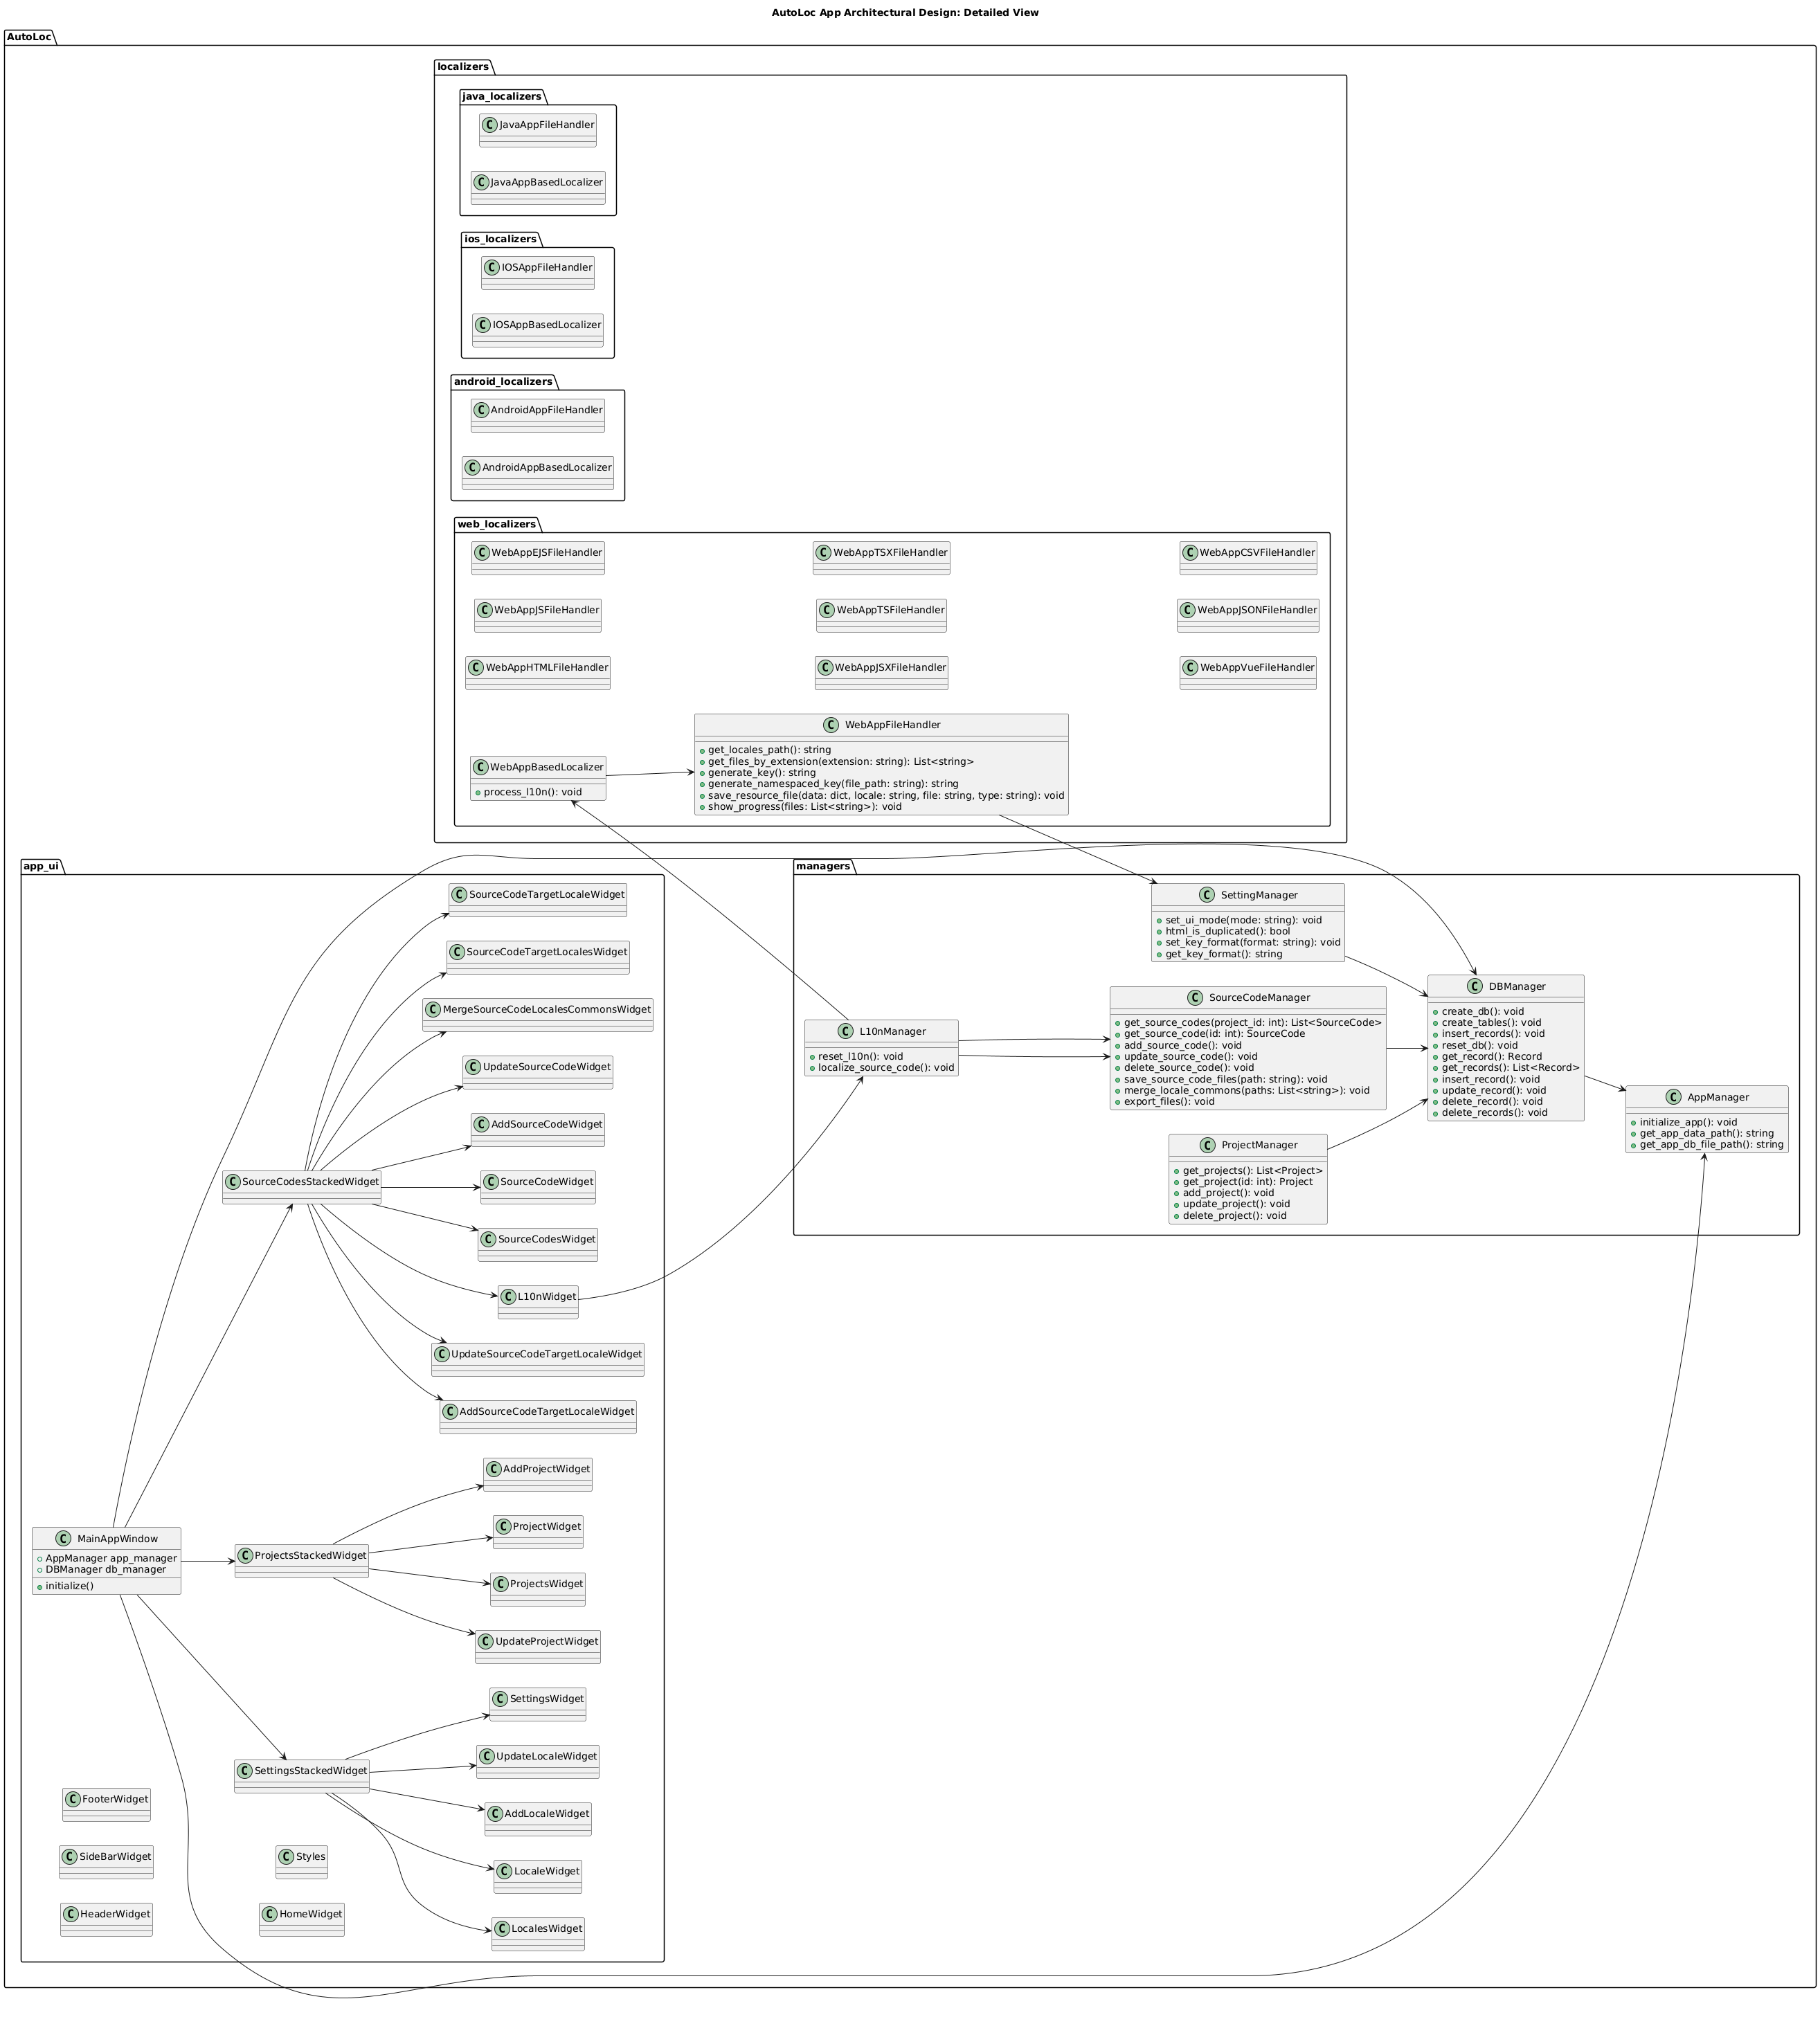 AutoLoc App Architectural Design: Detailed View
AutoLoc
localizers
java_localizers
C JavaAppFileHandler
C JavaAppBasedLocalizer
ios_localizers
C IOSAppFileHandler
C IOSAppBasedLocalizer
android_localizers
C AndroidAppFileHandler
C AndroidAppBasedLocalizer
web_localizers
C WebAppEJSFileHandler
C WebAppTSXFileHandler
C WebAppCSVFileHandler
C WebAppJSFileHandler
C WebAppTSFileHandler
C WebAppJSONFileHandler
C WebAppHTMLFileHandler
C WebAppJSXFileHandler
C WebAppVueFileHandler
C WebAppFileHandler
get_locales_path(): string
get_files_by_extension(extension: string): List<string>
generate_key(): string
generate_namespaced_key(file_path: string): string
save_resource_file(data: dict, locale: string, file: string, type: string): void
show_progress(files: List<string>): void
C WebAppBasedLocalizer
process_l10n(): void
app_ui
C SourceCodeTargetLocaleWidget
C SourceCodeTargetLocalesWidget
C MergeSourceCodeLocalesCommonsWidget
C UpdateSourceCodeWidget
C AddSourceCodeWidget
C SourceCodesStackedWidget
C SourceCodeWidget
C SourceCodesWidget
C L10nWidget
C UpdateSourceCodeTargetLocaleWidget
C AddSourceCodeTargetLocaleWidget
C AddProjectWidget
C ProjectWidget
C MainAppWindow
AppManager app_manager
DBManager db_manager
initialize()
C ProjectsStackedWidget
C ProjectsWidget
C UpdateProjectWidget
C SettingsWidget
C UpdateLocaleWidget
C SettingsStackedWidget
C AddLocaleWidget
C FooterWidget
C SideBarWidget
C Styles
C LocaleWidget
C HeaderWidget
C HomeWidget
C LocalesWidget
managers
C SettingManager
set_ui_mode(mode: string): void
html_is_duplicated(): bool
set_key_format(format: string): void
get_key_format(): string
C L10nManager
reset_l10n(): void
localize_source_code(): void
C SourceCodeManager
get_source_codes(project_id: int): List<SourceCode>
get_source_code(id: int): SourceCode
add_source_code(): void
update_source_code(): void
delete_source_code(): void
save_source_code_files(path: string): void
merge_locale_commons(paths: List<string>): void
export_files(): void
C DBManager
create_db(): void
create_tables(): void
insert_records(): void
reset_db(): void
get_record(): Record
get_records(): List<Record>
insert_record(): void
update_record(): void
delete_record(): void
delete_records(): void
C AppManager
initialize_app(): void
get_app_data_path(): string
get_app_db_file_path(): string
C ProjectManager
get_projects(): List<Project>
get_project(id: int): Project
add_project(): void
update_project(): void
delete_project(): void